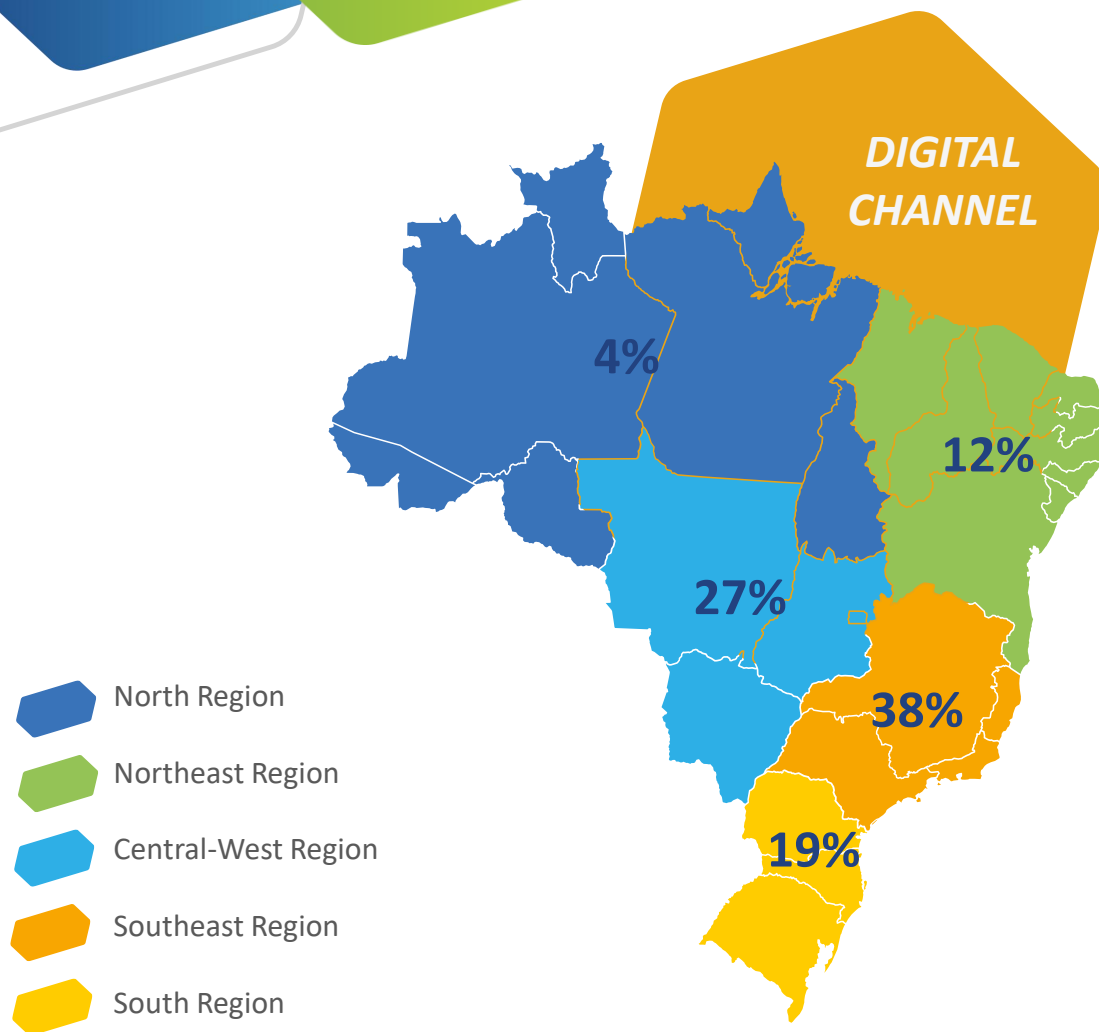 DIGITAL
CHANNEL
4%
12%
27%
38%
19%
North Region
Northeast Region
Central-West Region
Southeast Region
South Region